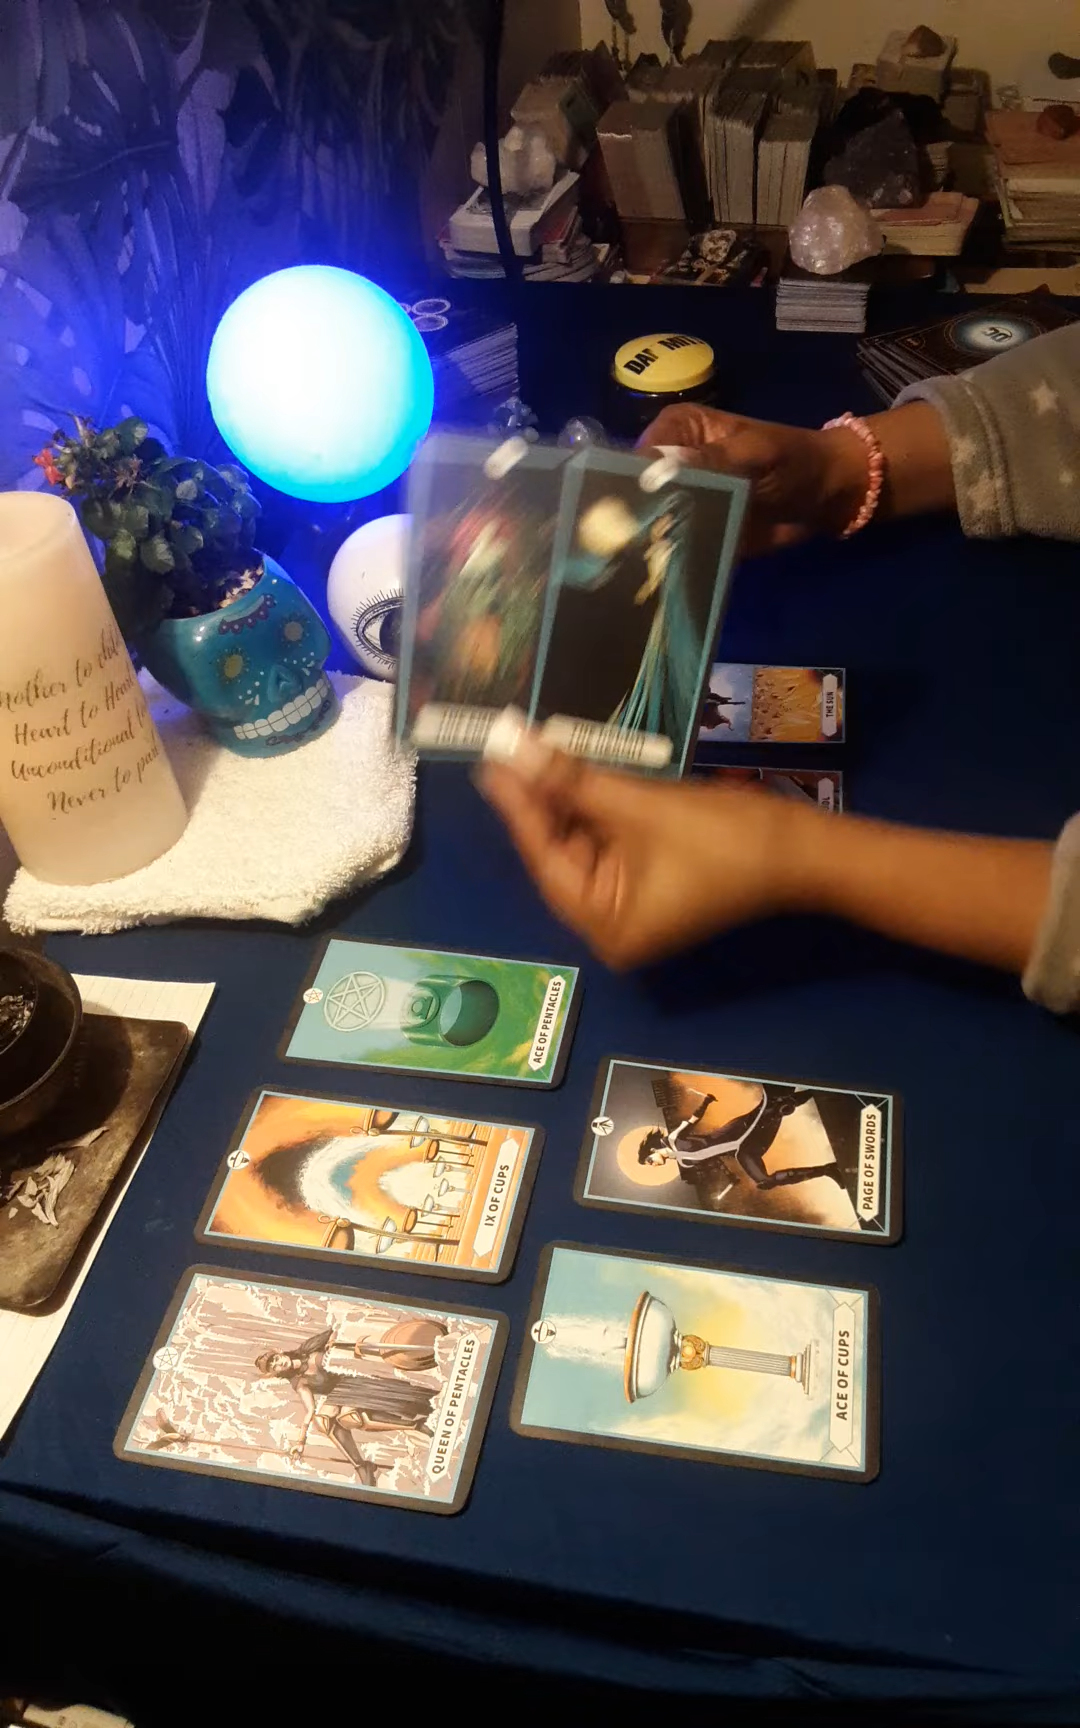 Mother to
Heart to Heart
Unconditional
Never to
THE SUN
ACE OF PENTACLES
IX OF CUPS
PAGE OF SWORDS
QUEEN OF PENTACLES
ACE OF CUPS